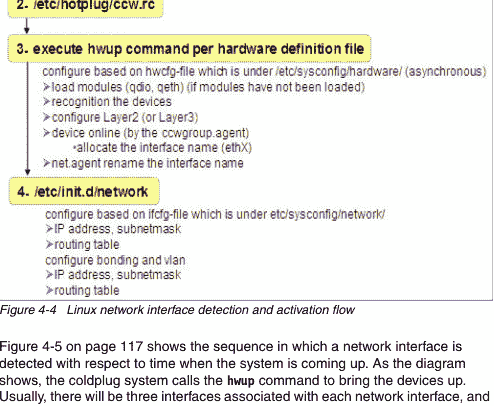 2. /etc/hotplug/ccw.rc
3. execute hwup command per hardware definition file
configure based on hwcfg-file which is under /etc/sysconfig/hardware/ (asynchronous)
➤load modules (qdio, qeth) (if modules have not been loaded)
➤recognition the devices
➤configure Layer2 (or Layer3)
➤device online (by the ccwgroup.agent)
•allocate the interface name (ethX)
➤net.agent rename the interface name
4. /etc/init.d/network
configure based on ifcfg-file which is under etc/sysconfig/network/
➤IP address, subnetmask
➤routing table
configure bonding and vlan
➤IP address, subnetmask
➤routing table
Figure 4-4 Linux network interface detection and activation flow
Figure 4-5 on page 117 shows the sequence in which a network interface is
detected with respect to time when the system is coming up. As the diagram
shows, the coldplug system calls the hwup command to bring the devices up.
Usually, there will be three interfaces associated with each network interface, and